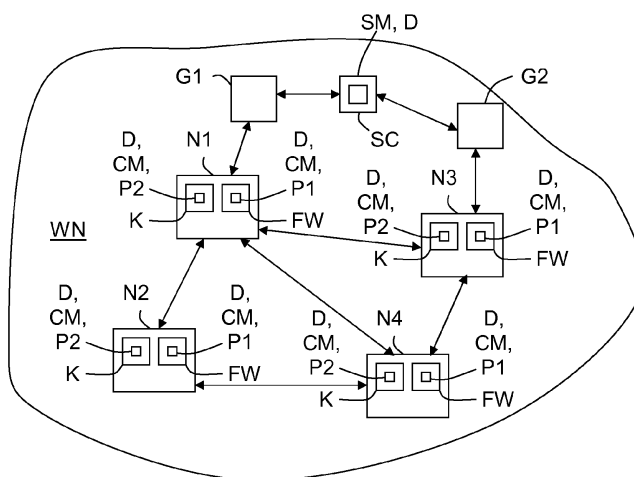 SM, D
G1
G2
SC
D,
CM,
P2
N1
D,
CM,
P1
K
FW
D,
CM,
P2
N3
D,
CM,
P1
K
FW
WN
D,
CM,
P2
N2
D,
CM,
P1
K
FW
D,
CM,
P2
N4
D,
CM,
P1
K
FW